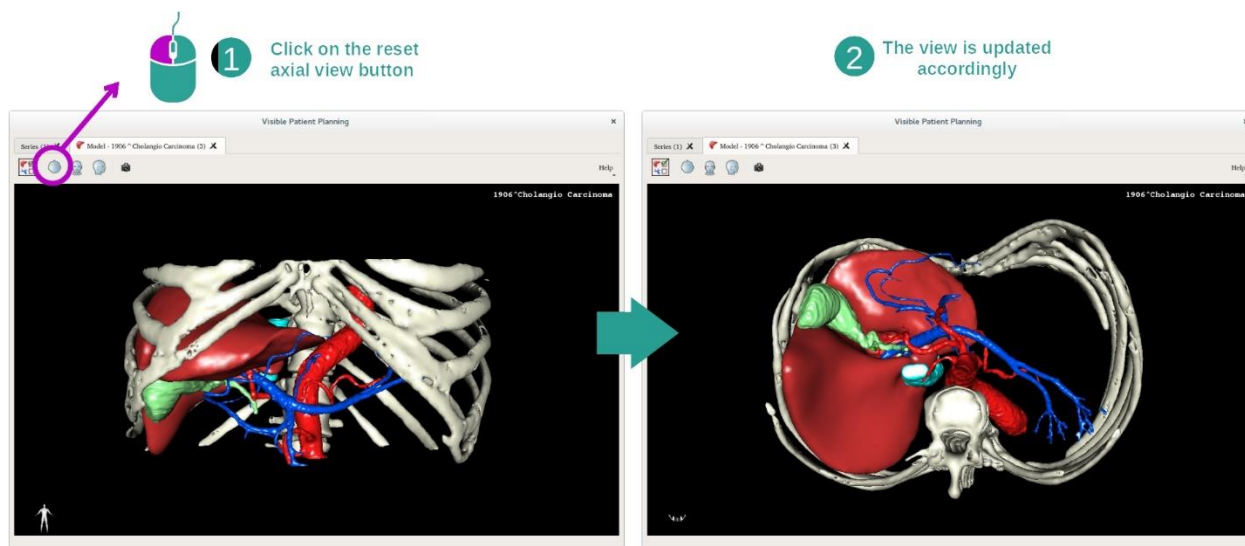 1 Click on the reset
axial view button
2 The view is updated
accordingly
Visible Patient Planning x
Model - 1906 ^ Cholangio Carcinoma (3)
Help
1906^Cholangio Carcinoma
Visible Patient Planning
Series (1) Model - 1906 ^ Cholangio Carcinoma (3)
Help
1906^Cholangio Carcinoma